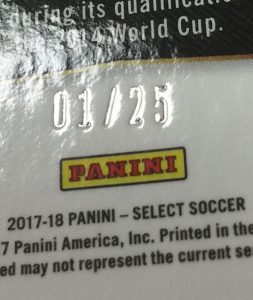 during its qualificatio
2014 World Cup.
01/25
PANINI
2017-18 PANINI – SELECT SOCCER
7 Panini America, Inc. Printed in the
ed may not represent the current se